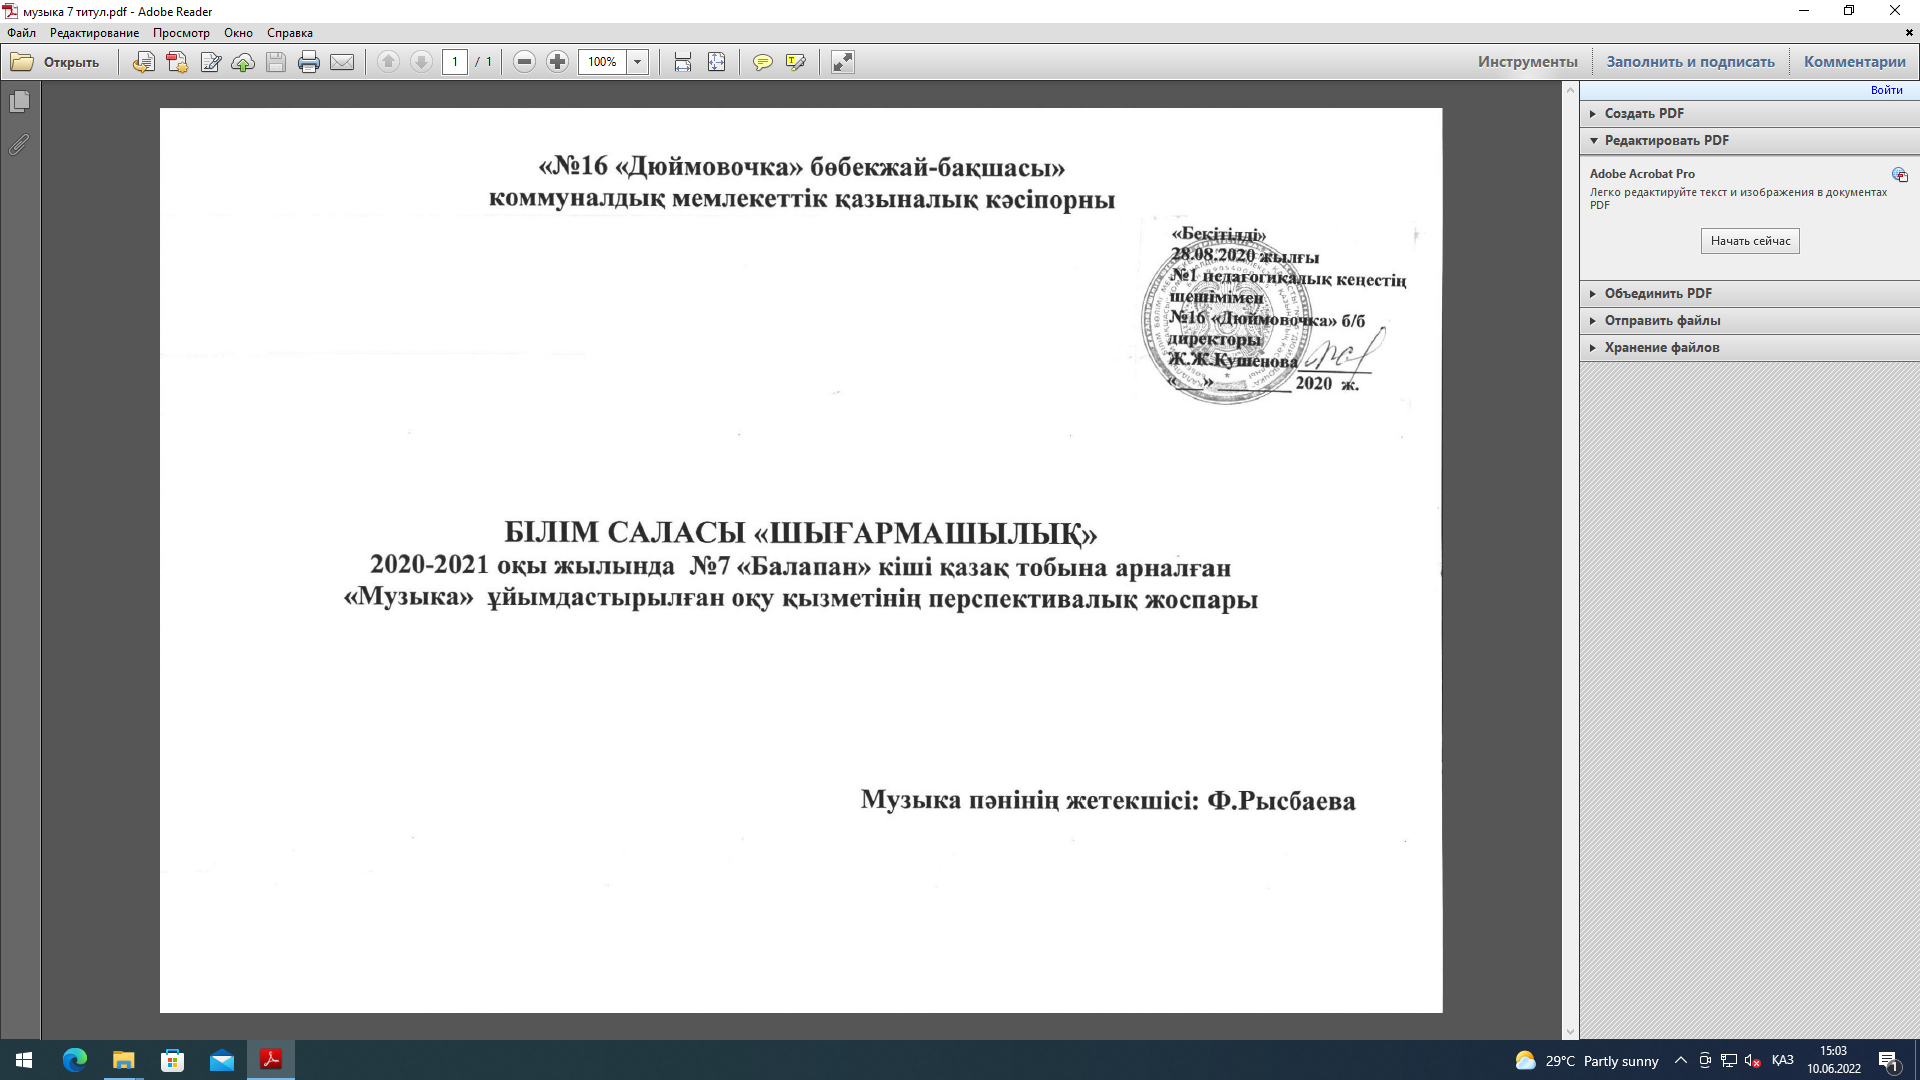 музыка 7 титул.pdf - Adobe Reader
Файл Редактирование Просмотр Окно Справка
Открыть 1 / 1 100% Инструменты Заполнить и подписать Комментарии
Войти
Создать PDF
Редактировать PDF
Adobe Acrobat Pro
Легко редактируйте текст и изображения в документах
PDF
Начать сейчас
Объединить PDF
Отправить файлы
Хранение файлов
«№16 «Дюймовочка» бөбекжай-бақшасы»
коммуналдық мемлекеттік қазыналық кәсіпорны
«Бекітілді»
28.08.2020 жылғы
№1 педагогикалық кеңестің
шешімімен
№16 «Дюймовочка» б/б
директоры
Ж.Ж.Кушенова
«___» ________ 2020 ж.
БІЛІМ САЛАСЫ «ШЫҒАРМАШЫЛЫҚ»
2020-2021 оқы жылында №7 «Балапан» кіші қазақ тобына арналған
«Музыка» ұйымдастырылған оқу қызметінің перспективалық жоспары
Музыка пәнінің жетекшісі: Ф.Рысбаева
29°C Partly sunny ҚАЗ 15:03
10.06.2022
1